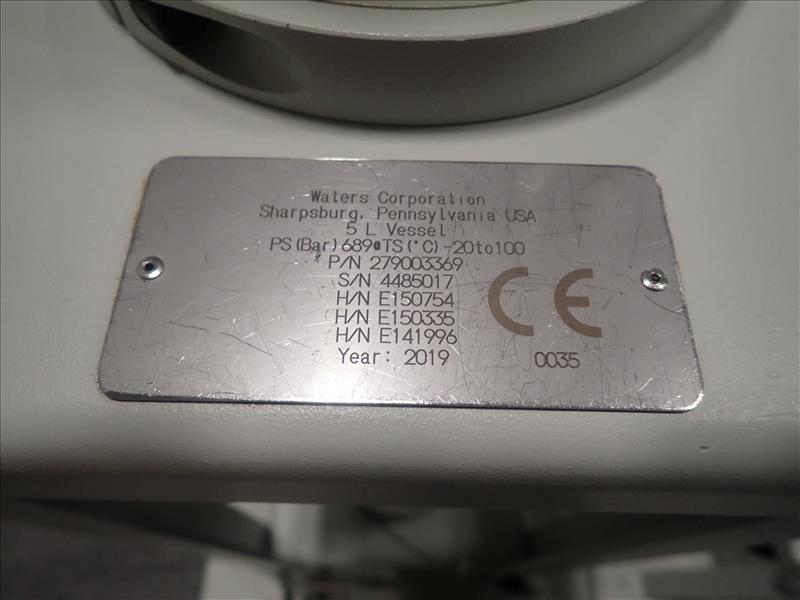 Waters Corporation
Sharpsburg, Pennsylvania USA
5 L Vessel
PS(Bar)689@TS(°C)-20to100
P/N 279003369
S/N 4485017
H/N E150754
H/N E150335
H/N E141996
Year: 2019
CE
0035